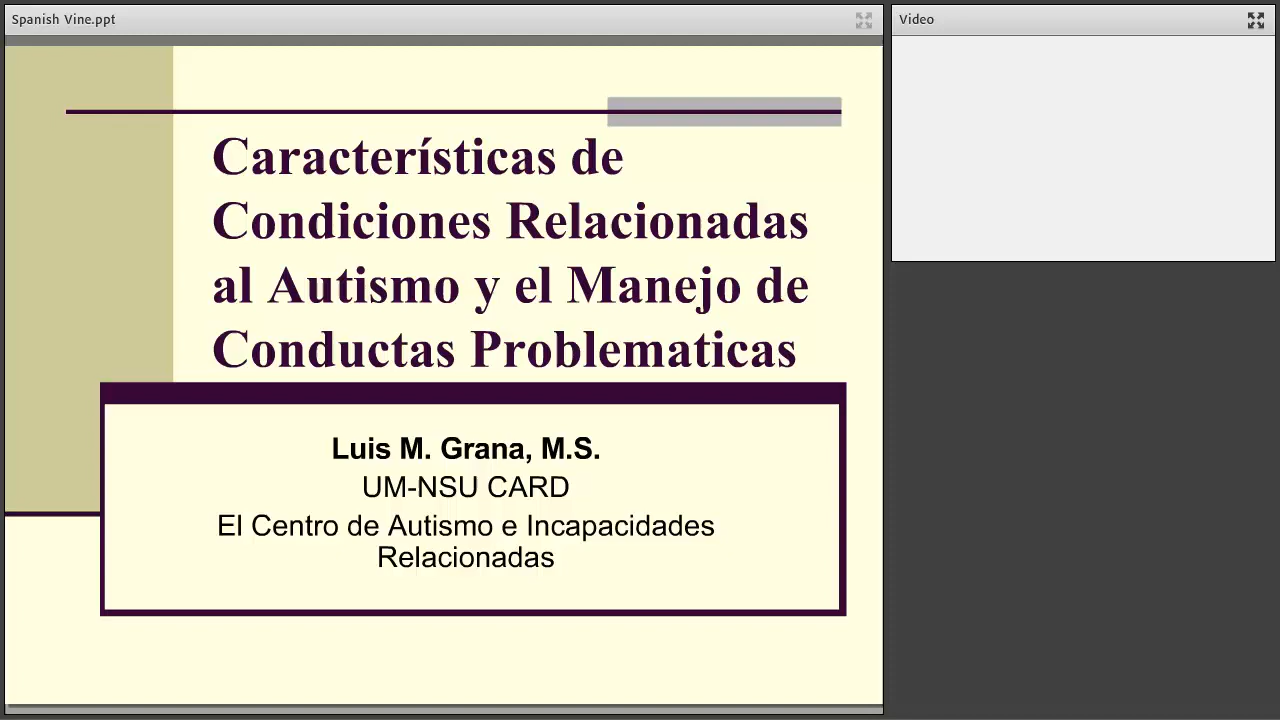 Spanish Vine.ppt
Video
Características de
Condiciones Relacionadas
al Autismo y el Manejo de
Conductas Problematicas
Luis M. Grana, M.S.
UM-NSU CARD
El Centro de Autismo e Incapacidades
Relacionadas